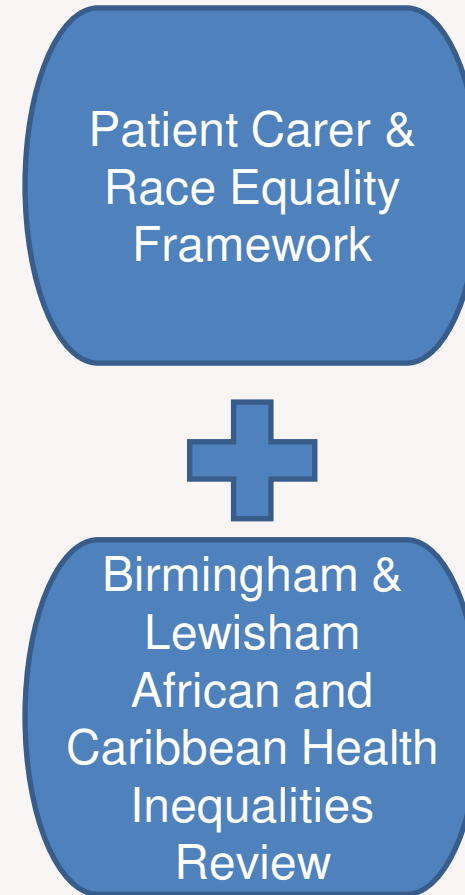 Patient Carer &
Race Equality
Framework
Birmingham &
Lewisham
African and
Caribbean Health
Inequalities
Review